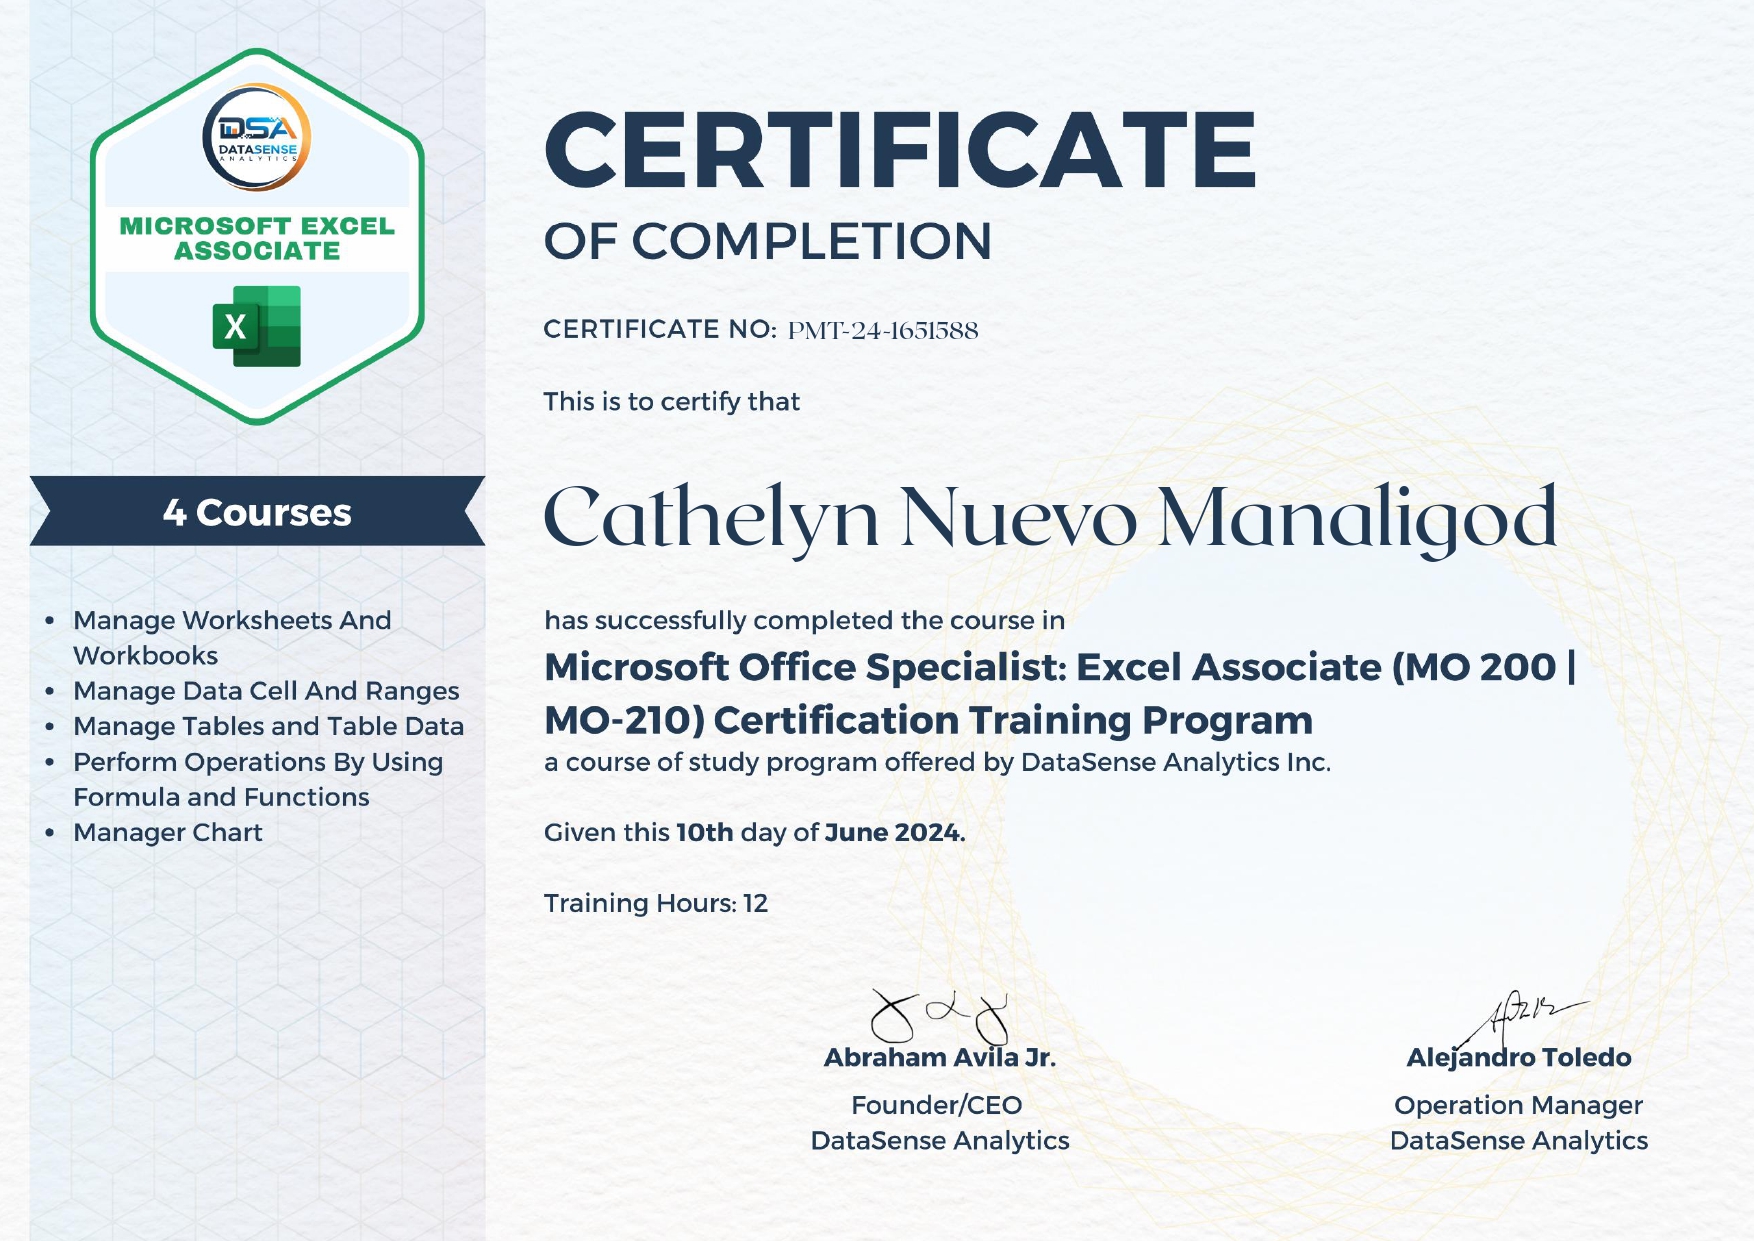 DSA
DATASENSE
ANALYTICS
MICROSOFT EXCEL
ASSOCIATE
X
4 Courses
• Manage Worksheets And
Workbooks
• Manage Data Cell And Ranges
• Manage Tables and Table Data
• Perform Operations By Using
Formula and Functions
• Manager Chart
CERTIFICATE
OF COMPLETION
CERTIFICATE NO: PMT-24-1651588
This is to certify that
Cathelyn Nuevo Manaligod
has successfully completed the course in
Microsoft Office Specialist: Excel Associate (MO 200 |
MO-210) Certification Training Program
a course of study program offered by DataSense Analytics Inc.
Given this 10th day of June 2024.
Training Hours: 12
Abraham Avila Jr.
Founder/CEO
DataSense Analytics
Alejandro Toledo
Operation Manager
DataSense Analytics